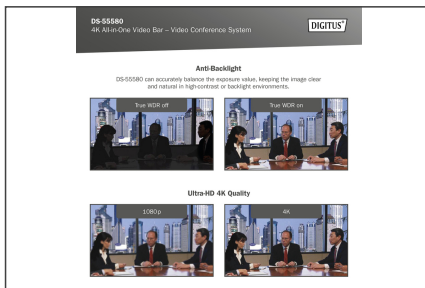 DS-55580
4K All-in-One Video Bar – Video Conference System
DIGITUS®
Anti-Backlight
DS-55580 can accurately balance the exposure value, keeping the image clear
and natural in high-contrast or backlight environments.
True WDR off
True WDR on
Ultra-HD 4K Quality
1080p
4K